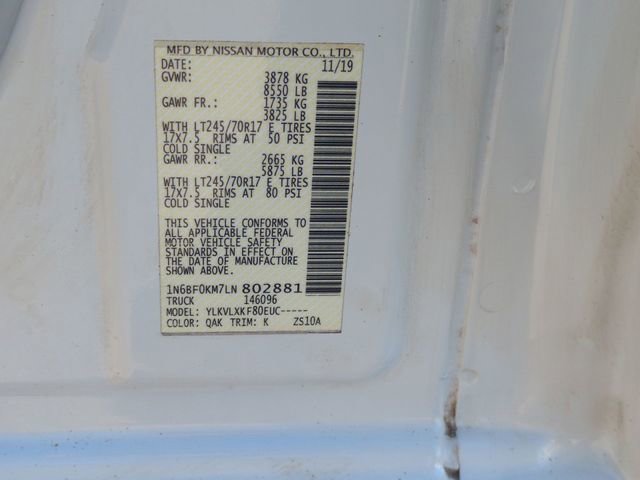 MFD BY NISSAN MOTOR CO., LTD.
DATE: 11/19
GVWR: 3878 KG
8550 LB
GAWR FR.: 1735 KG
3825 LB
WITH LT245/70R17 E TIRES
17X7.5 RIMS AT 50 PSI
COLD SINGLE
GAWR RR.: 2665 KG
5875 LB
WITH LT245/70R17 E TIRES
17X7.5 RIMS AT 80 PSI
COLD SINGLE
THIS VEHICLE CONFORMS TO
ALL APPLICABLE FEDERAL
MOTOR VEHICLE SAFETY
STANDARDS IN EFFECT ON
THE DATE OF MANUFACTURE
SHOWN ABOVE.
1N6BF0KM7LN 802881
TRUCK 146096
MODEL: YLKVLXKF80EUC-----
COLOR: QAK TRIM: K ZS10A